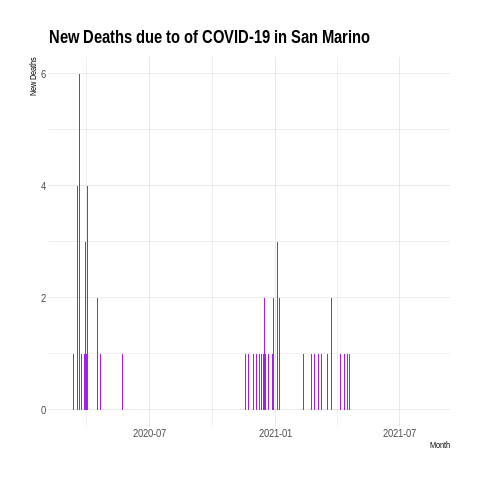 New Deaths due to of COVID-19 in San Marino
New Deaths
6
4
2
0
2020-07
2021-01
2021-07
Month